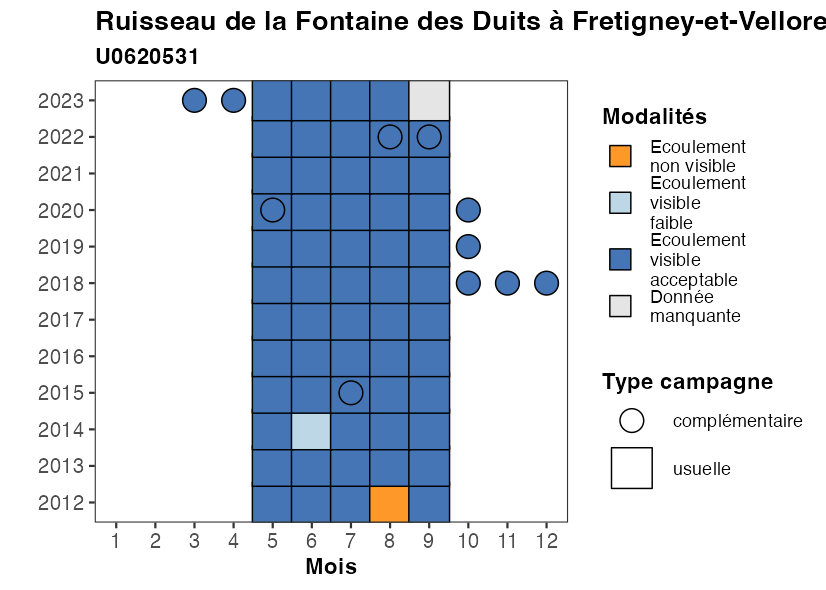 Ruisseau de la Fontaine des Duits à Fretigney-et-Vellore
U0620531
2023
2022
2021
2020
2019
2018
2017
2016
2015
2014
2013
2012
1 2 3 4 5 6 7 8 9 10 11 12
Mois
Modalités
Ecoulement
non visible
Ecoulement
visible
faible
Ecoulement
visible
acceptable
Donnée
manquante
Type campagne
complémentaire
usuelle